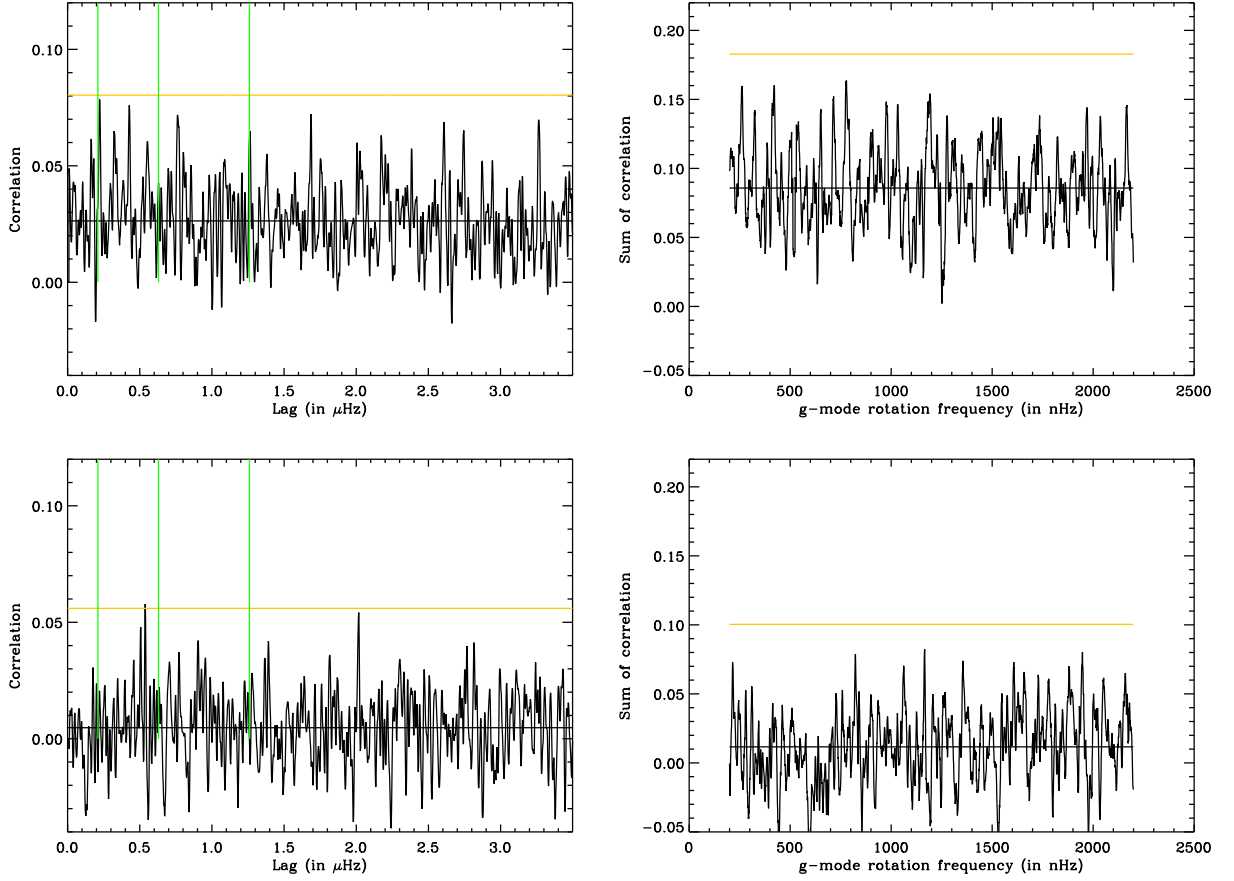 0.10
0.05
0.00
Correlation
0.0 0.5 1.0 1.5 2.0 2.5 3.0
Lag (in μHz)
0.20
0.15
0.10
0.05
0.00
−0.05
Sum of correlation
0 500 1000 1500 2000 2500
g−mode rotation frequency (in nHz)
0.10
0.05
0.00
Correlation
0.0 0.5 1.0 1.5 2.0 2.5 3.0
Lag (in μHz)
0.20
0.15
0.10
0.05
0.00
−0.05
Sum of correlation
0 500 1000 1500 2000 2500
g−mode rotation frequency (in nHz)